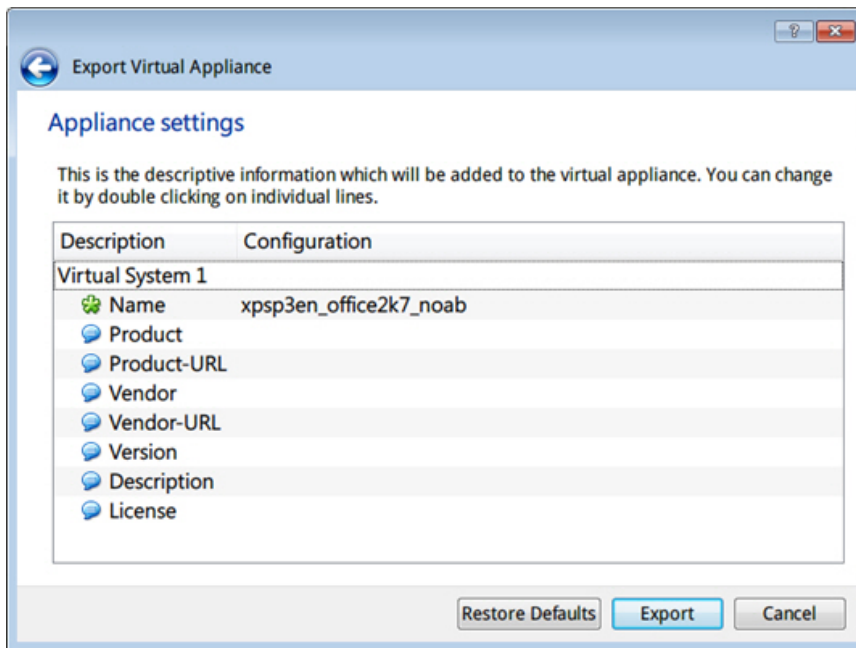 Export Virtual Appliance
Appliance settings
This is the descriptive information which will be added to the virtual appliance. You can change
it by double clicking on individual lines.
Description Configuration
Virtual System 1
Name xpsp3en_office2k7_noab
Product
Product-URL
Vendor
Vendor-URL
Version
Description
License
Restore Defaults Export Cancel